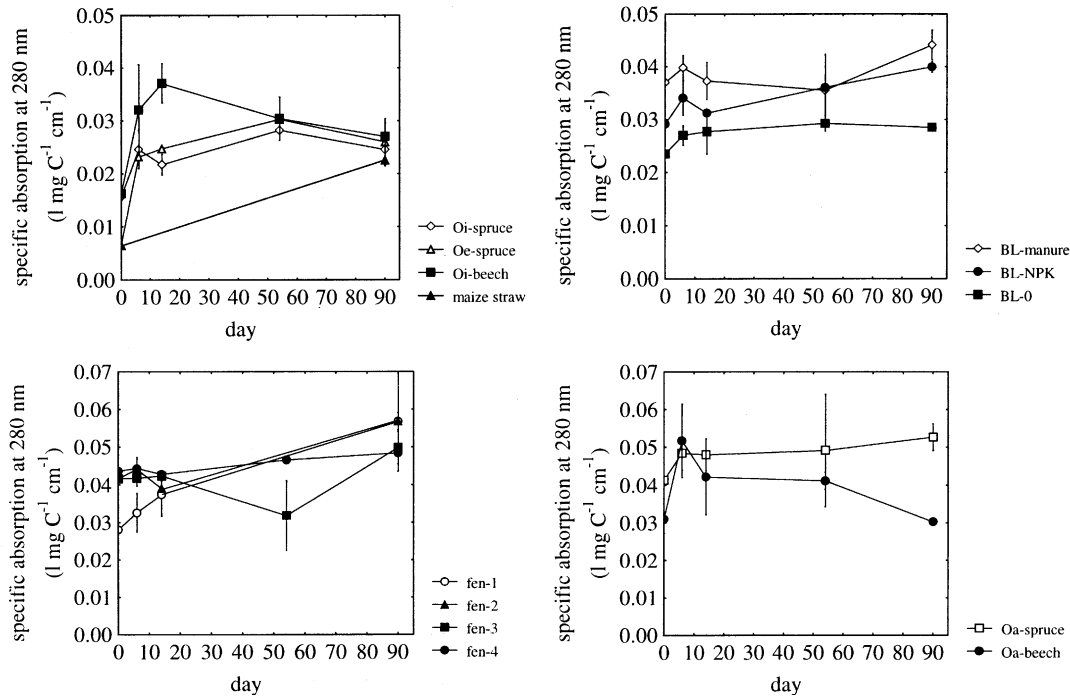 specific absorption at 280 nm
(l mg C⁻¹ cm⁻¹)
0.05
0.04
0.03
0.02
0.01
0.00
0 10 20 30 40 50 60 70 80 90
day
Oi-spruce
Oe-spruce
Oi-beech
maize straw
specific absorption at 280 nm
(l mg C⁻¹ cm⁻¹)
0.05
0.04
0.03
0.02
0.01
0.00
0 10 20 30 40 50 60 70 80 90
day
BL-manure
BL-NPK
BL-0
specific absorption at 280 nm
(l mg C⁻¹ cm⁻¹)
0.07
0.06
0.05
0.04
0.03
0.02
0.01
0.00
0 10 20 30 40 50 60 70 80 90
day
fen-1
fen-2
fen-3
fen-4
specific absorption at 280 nm
(l mg C⁻¹ cm⁻¹)
0.07
0.06
0.05
0.04
0.03
0.02
0.01
0.00
0 10 20 30 40 50 60 70 80 90
day
Oa-spruce
Oa-beech